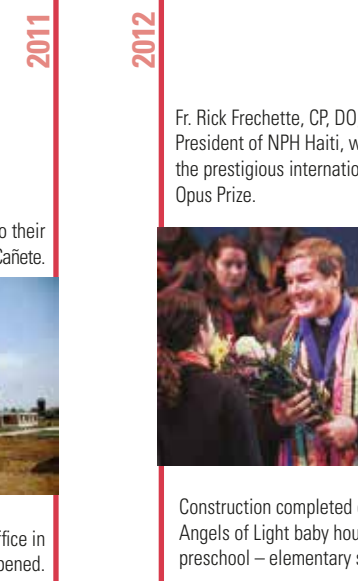 2011
2012
Fr. Rick Frechette, CP, DO
President of NPH Haiti, w
the prestigious internatio
Opus Prize.
o their
Cañete.
Construction completed
Angels of Light baby hou
preschool – elementary s
ffice in
pened.